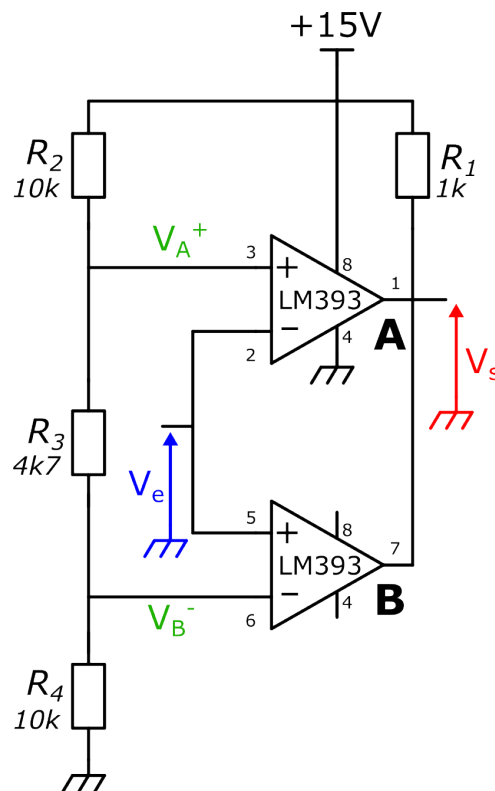 +15V
R2
10k
R1
1k
VA+
3
+
8
1
LM393
A
−
4
2
Vs
R3
4k7
Ve
5
+
8
7
LM393
B
−
4
6
VB-
R4
10k